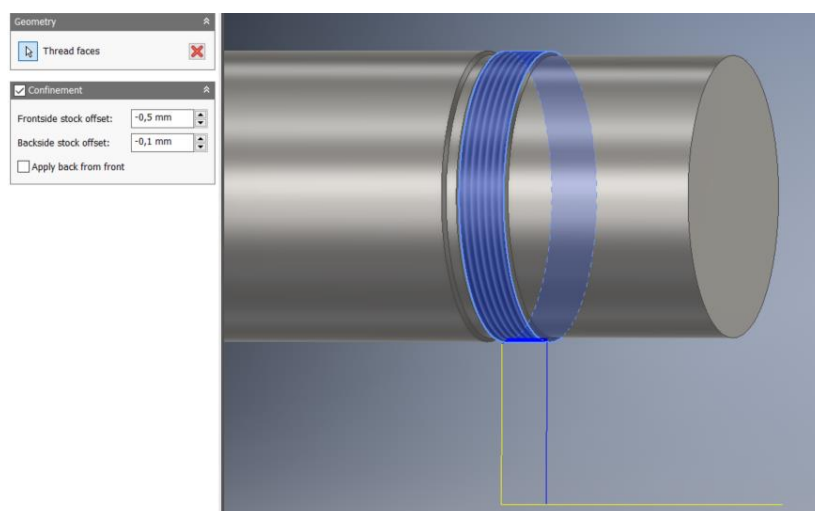 Geometry
Thread faces
Confinement
Frontside stock offset: -0,5 mm
Backside stock offset: -0,1 mm
Apply back from front